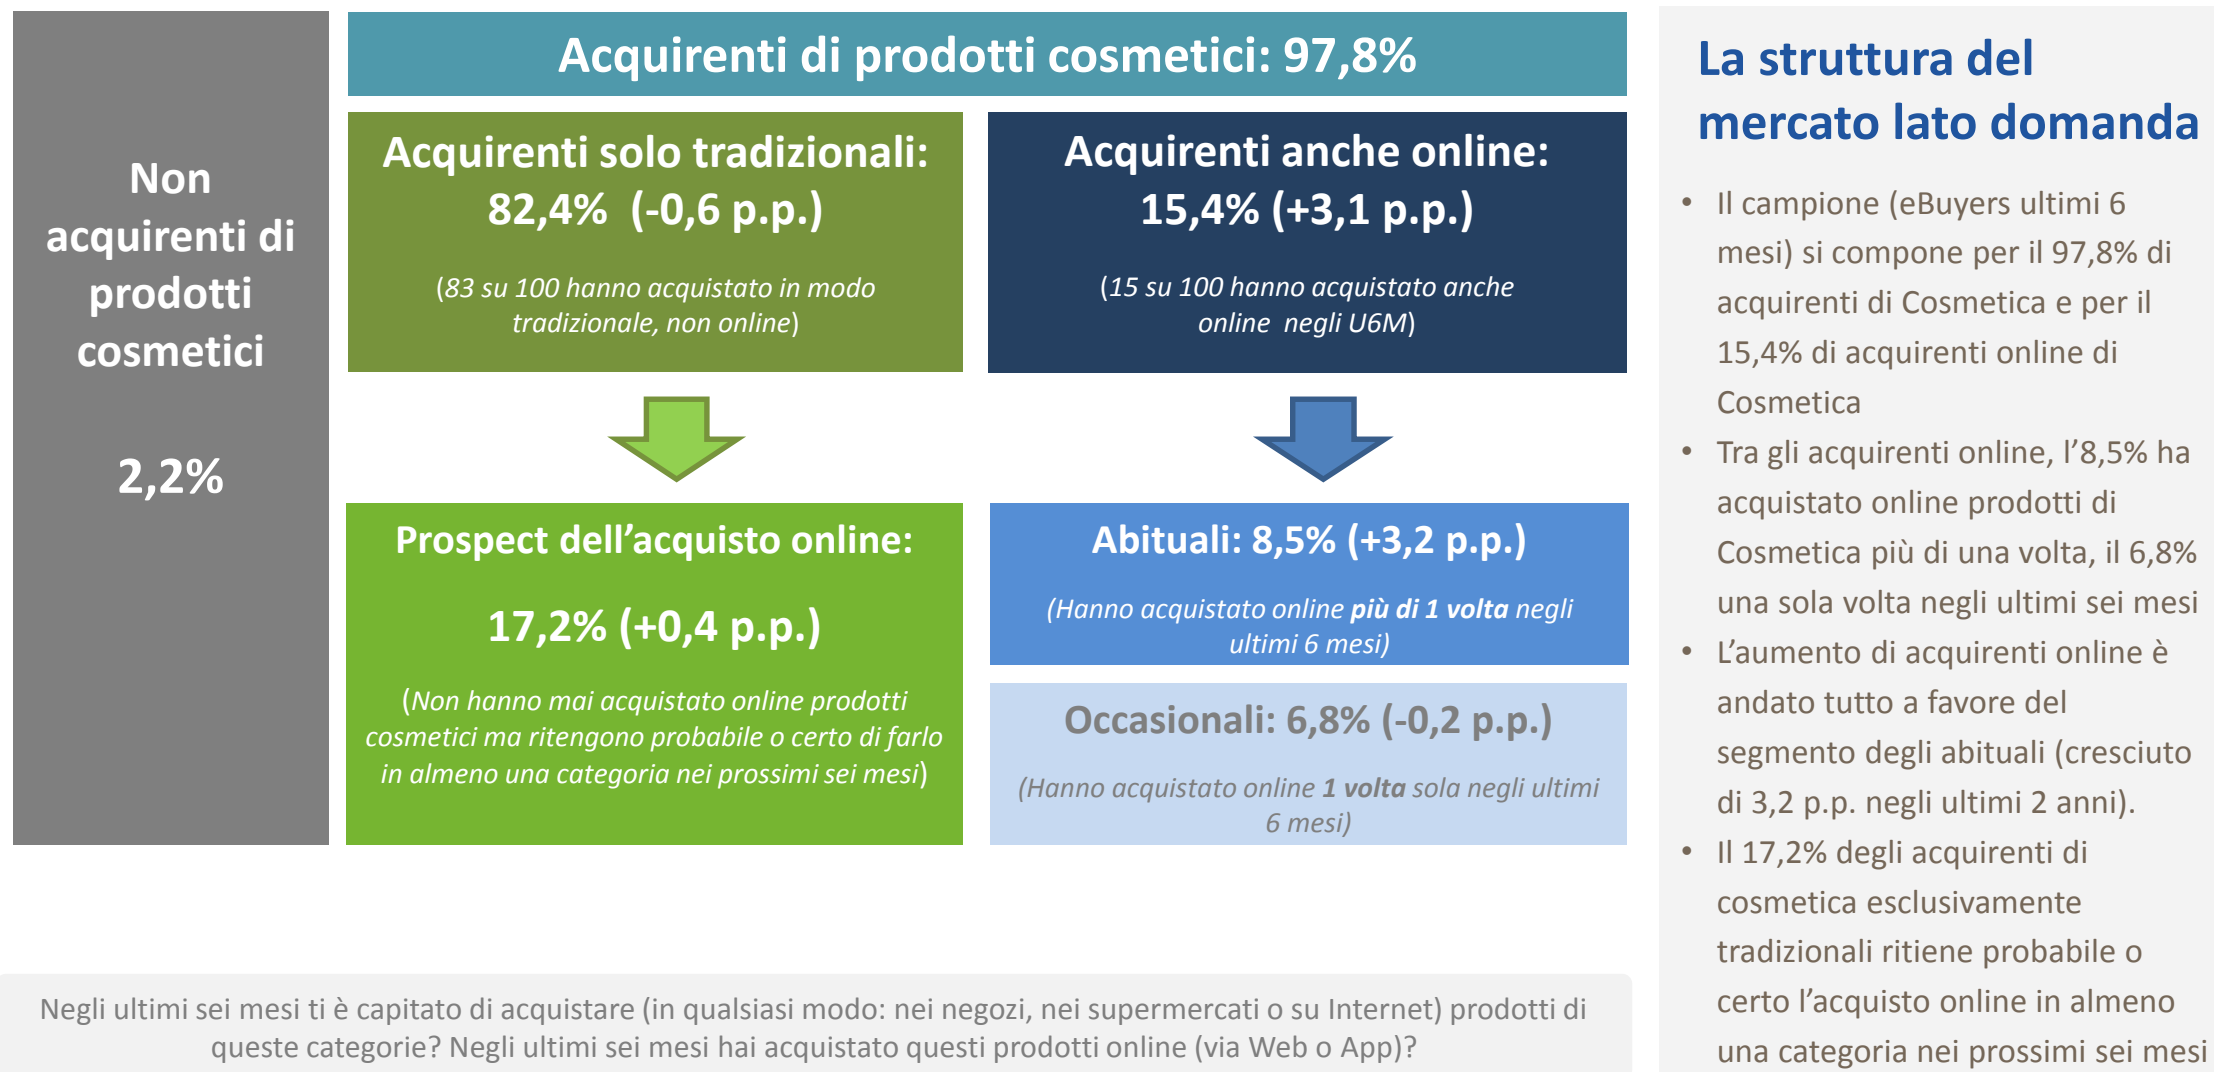 Non
acquirenti di
prodotti
cosmetici
2,2%
Acquirenti di prodotti cosmetici: 97,8%
Acquirenti solo tradizionali:
82,4%  (-0,6 p.p.)
(83 su 100 hanno acquistato in modo
tradizionale, non online)
Acquirenti anche online:
15,4% (+3,1 p.p.)
(15 su 100 hanno acquistato anche
online  negli U6M)
Prospect dell’acquisto online:
17,2% (+0,4 p.p.)
(Non hanno mai acquistato online prodotti
cosmetici ma ritengono probabile o certo di farlo
in almeno una categoria nei prossimi sei mesi)
Abituali: 8,5% (+3,2 p.p.)
(Hanno acquistato online più di 1 volta negli
ultimi 6 mesi)
Occasionali: 6,8% (-0,2 p.p.)
(Hanno acquistato online 1 volta sola negli ultimi
6 mesi)
Negli ultimi sei mesi ti è capitato di acquistare (in qualsiasi modo: nei negozi, nei supermercati o su Internet) prodotti di
queste categorie? Negli ultimi sei mesi hai acquistato questi prodotti online (via Web o App)?
La struttura del
mercato lato domanda
• Il campione (eBuyers ultimi 6
mesi) si compone per il 97,8% di
acquirenti di Cosmetica e per il
15,4% di acquirenti online di
Cosmetica
• Tra gli acquirenti online, l’8,5% ha
acquistato online prodotti di
Cosmetica più di una volta, il 6,8%
una sola volta negli ultimi sei mesi
• L’aumento di acquirenti online è
andato tutto a favore del
segmento degli abituali (cresciuto
di 3,2 p.p. negli ultimi 2 anni).
• Il 17,2% degli acquirenti di
cosmetica esclusivamente
tradizionali ritiene probabile o
certo l’acquisto online in almeno
una categoria nei prossimi sei mesi